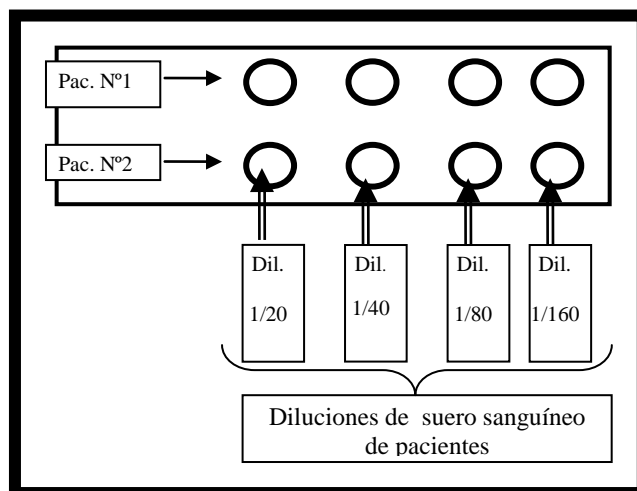 Pac. Nº1
Pac. Nº2
Dil.
1/20
Dil.
1/40
Dil.
1/80
Dil.
1/160
Diluciones de suero sanguíneo
de pacientes